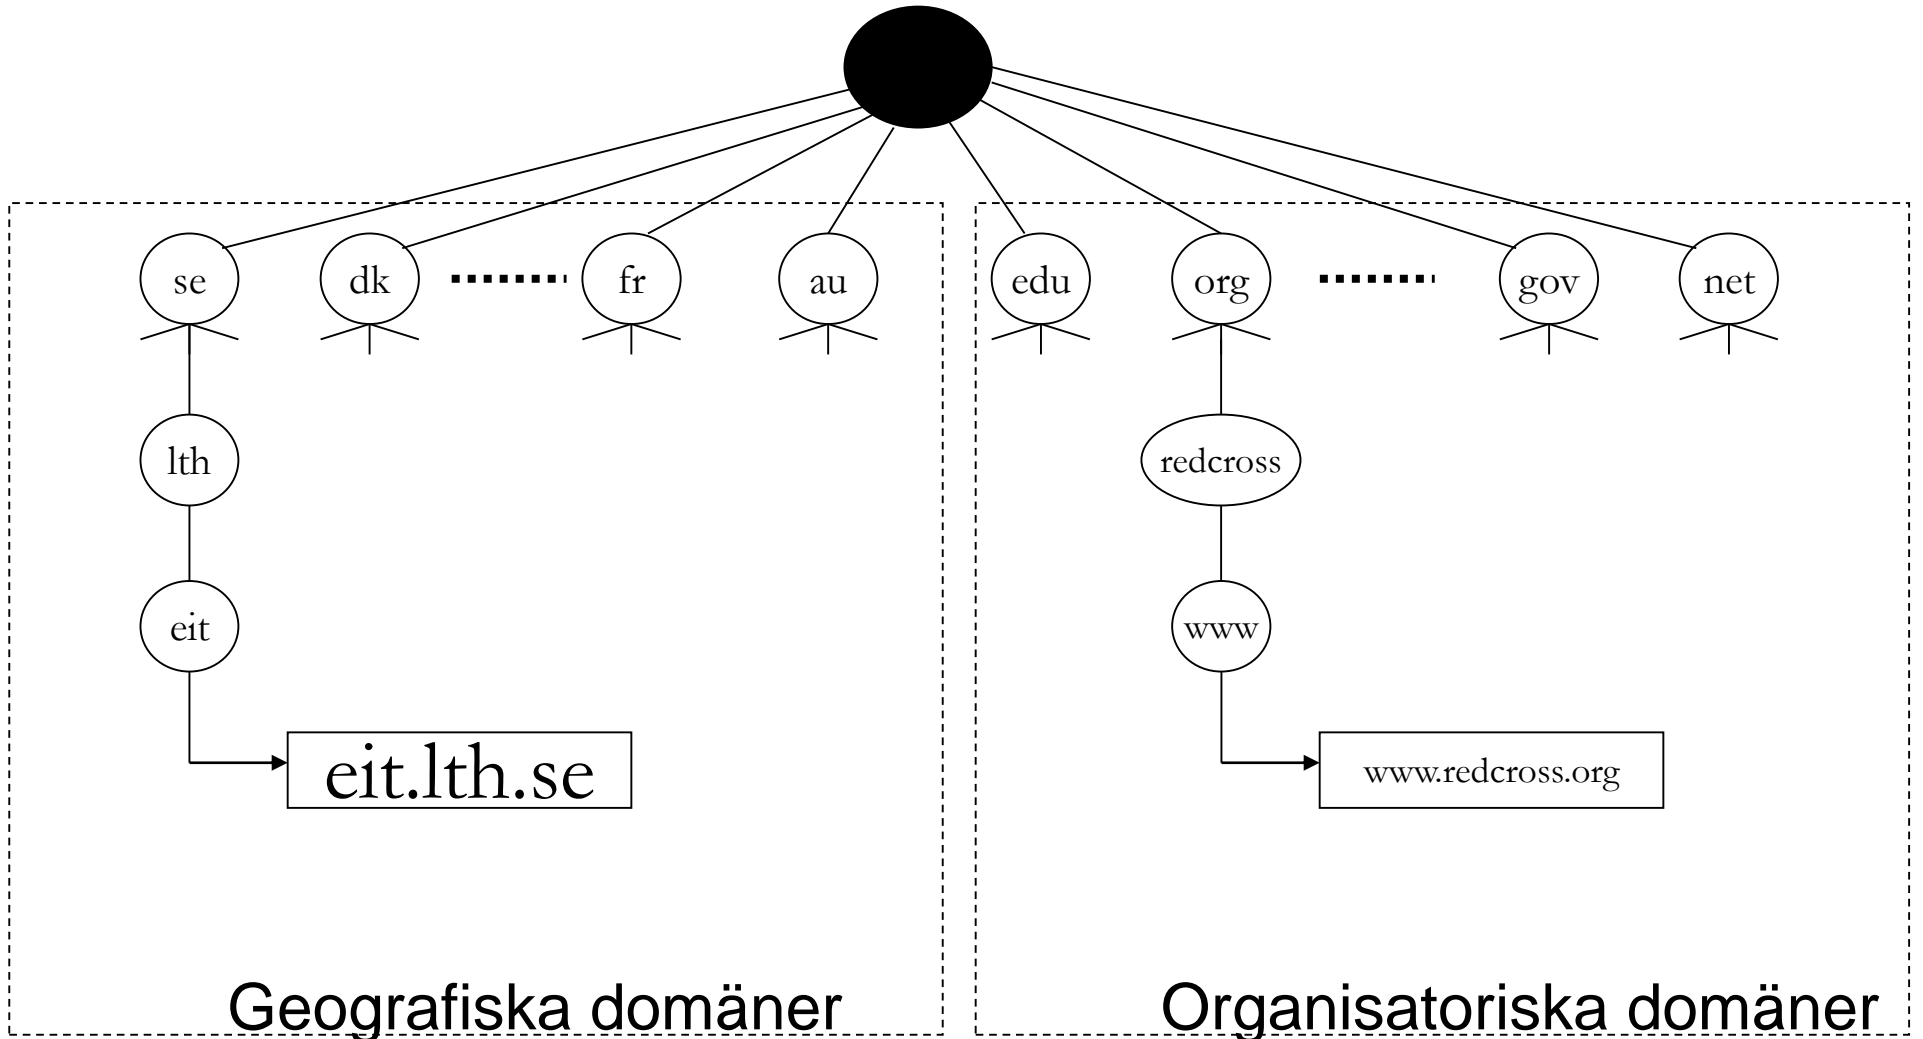 se dk fr au edu org gov net
lth redcross
eit www
eit.lth.se www.redcross.org
Geografiska domäner Organisatoriska domäner